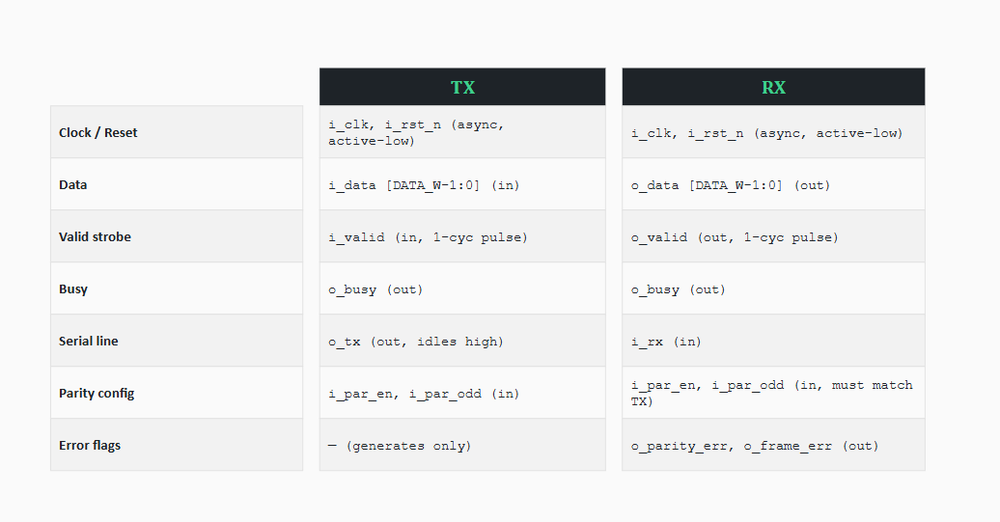 TX
RX
Clock / Reset
i_clk, i_rst_n (async,
active-low)
i_clk, i_rst_n (async, active-low)
Data
i_data [DATA_W-1:0] (in)
o_data [DATA_W-1:0] (out)
Valid strobe
i_valid (in, 1-cyc pulse)
o_valid (out, 1-cyc pulse)
Busy
o_busy (out)
o_busy (out)
Serial line
o_tx (out, idles high)
i_rx (in)
Parity config
i_par_en, i_par_odd (in)
i_par_en, i_par_odd (in, must match
TX)
Error flags
— (generates only)
o_parity_err, o_frame_err (out)